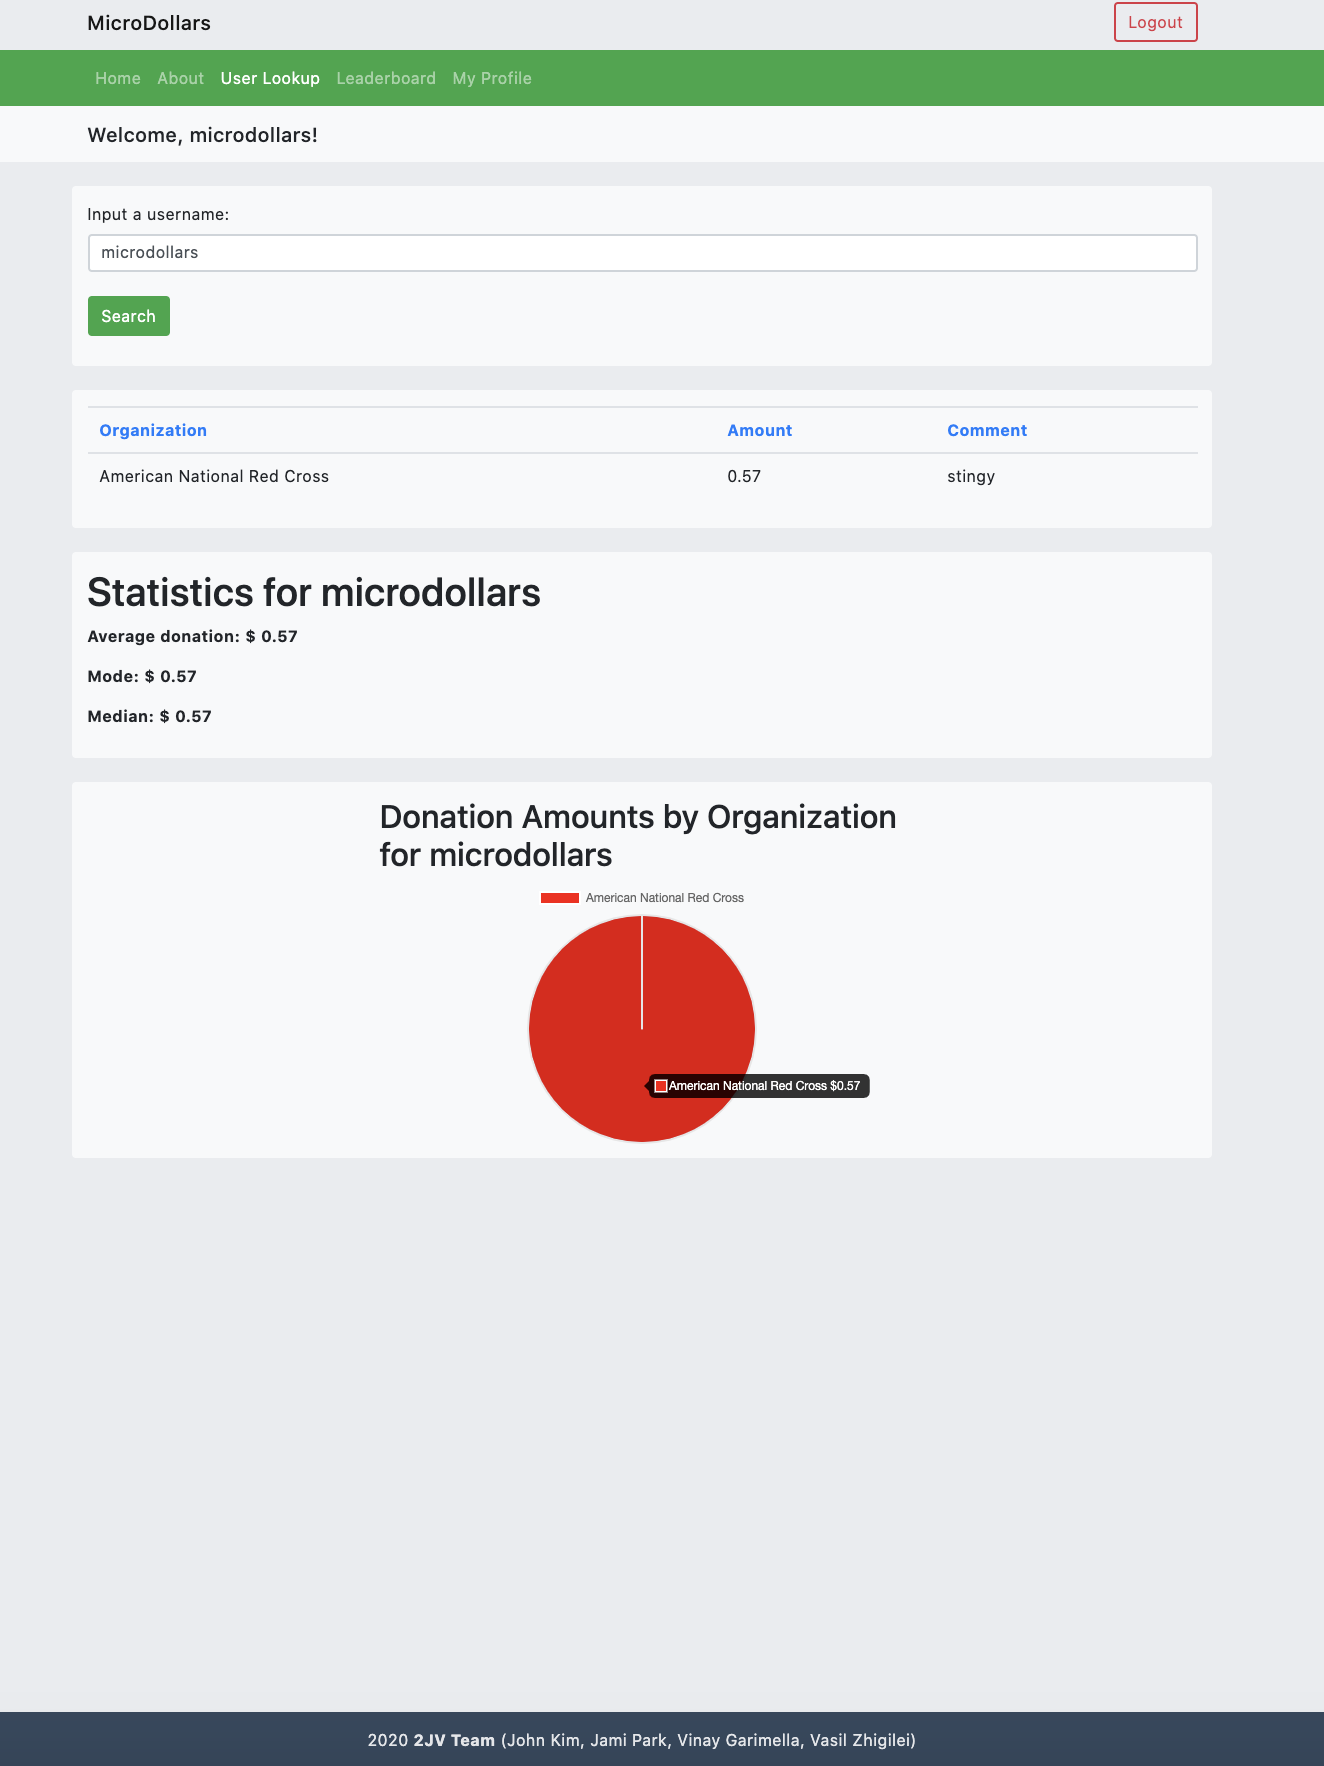 MicroDollars
Logout
Home About User Lookup Leaderboard My Profile
Welcome, microdollars!
Input a username:
microdollars
Search
Organization Amount Comment
American National Red Cross 0.57 stingy
Statistics for microdollars
Average donation: $ 0.57
Mode: $ 0.57
Median: $ 0.57
Donation Amounts by Organization
for microdollars
American National Red Cross
American National Red Cross $0.57
2020 2JV Team (John Kim, Jami Park, Vinay Garimella, Vasil Zhigilei)